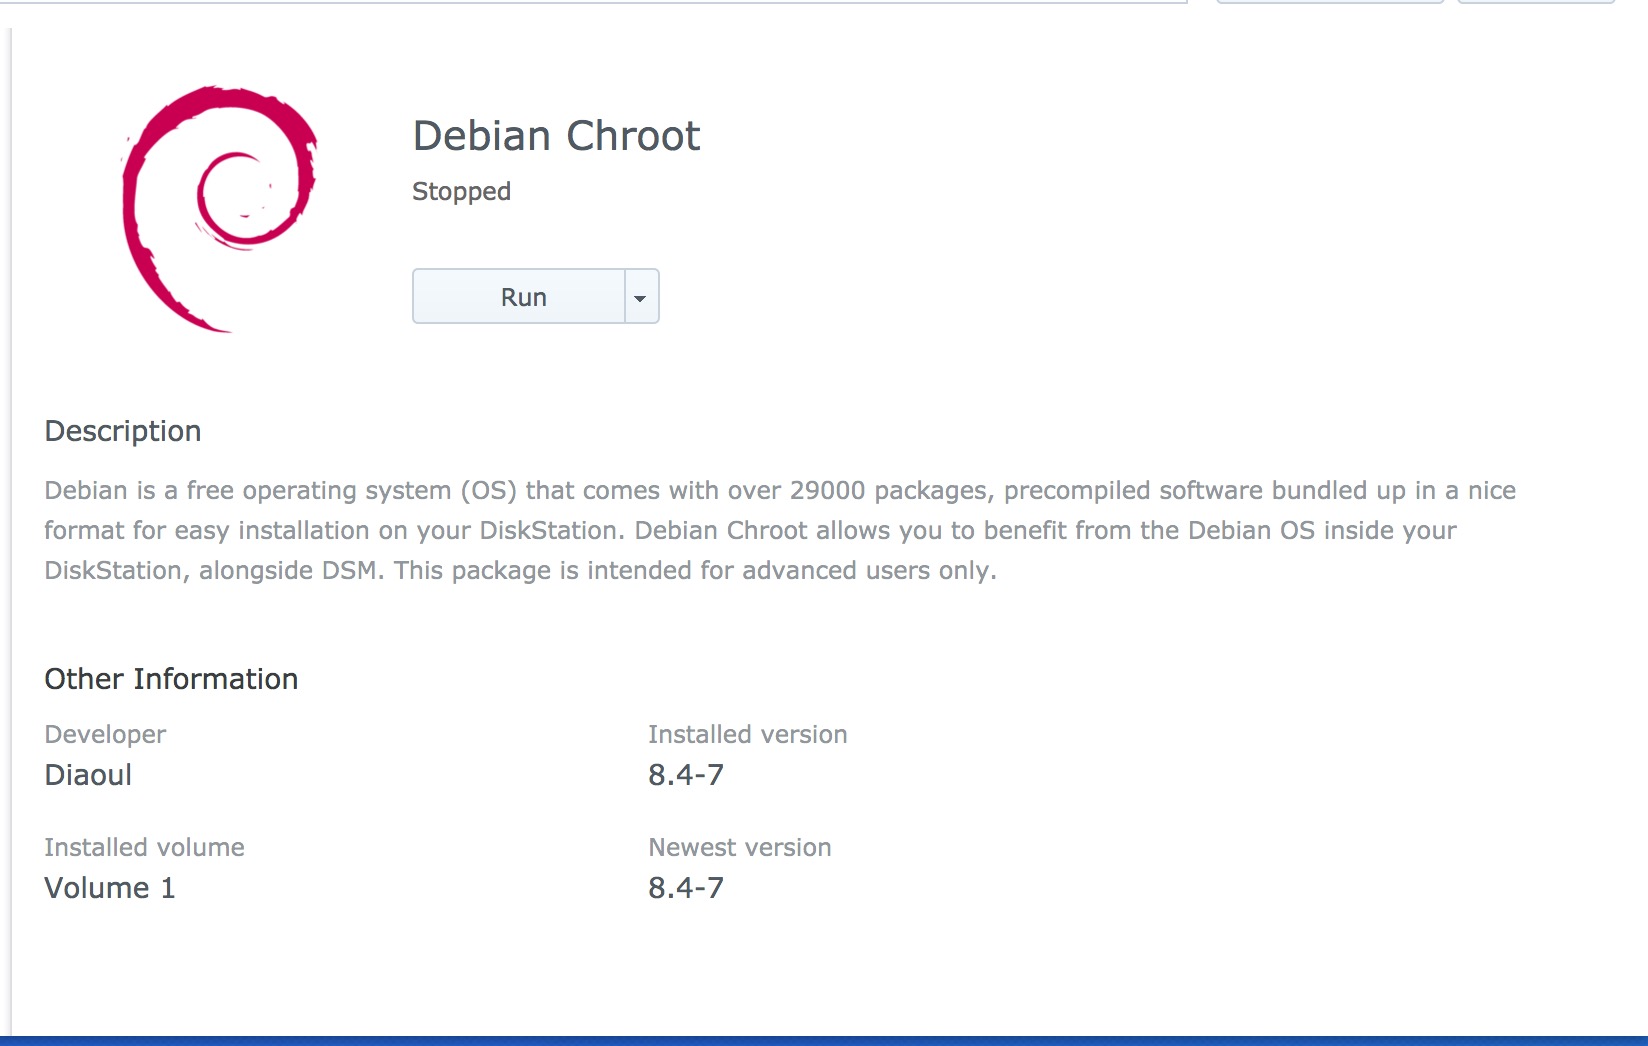 Debian Chroot
Stopped
Run
Description
Debian is a free operating system (OS) that comes with over 29000 packages, precompiled software bundled up in a nice
format for easy installation on your DiskStation. Debian Chroot allows you to benefit from the Debian OS inside your
DiskStation, alongside DSM. This package is intended for advanced users only.
Other Information
Developer
Diaoul
Installed version
8.4-7
Installed volume
Volume 1
Newest version
8.4-7